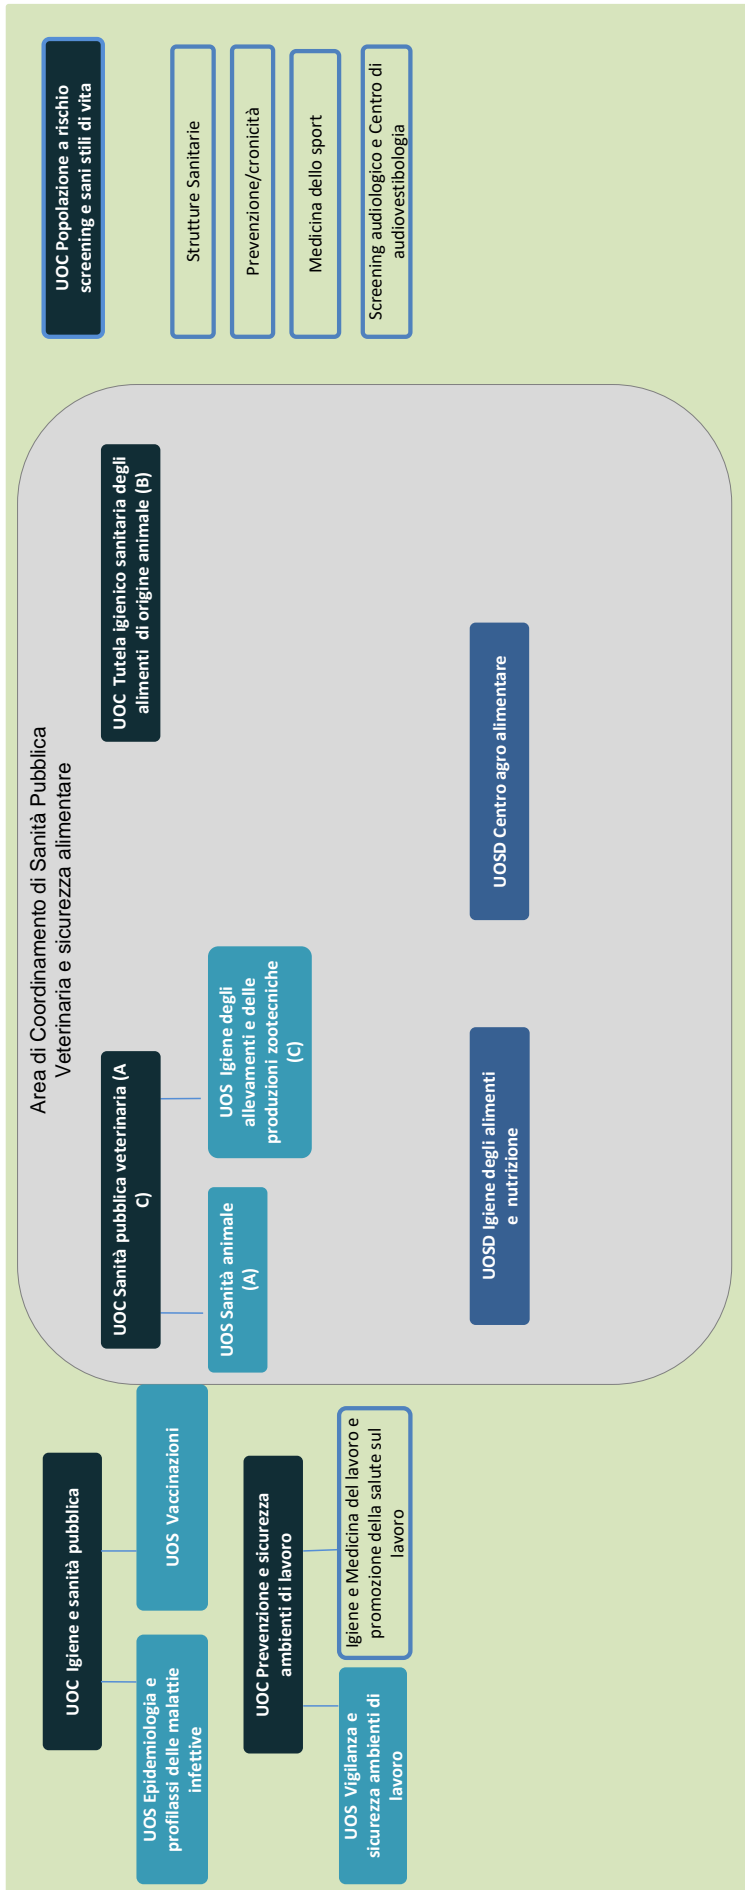 UOC Igiene e sanità pubblica
UOS Epidemiologia e
profilassi delle malattie
infettive
UOS Vaccinazioni
UOC Prevenzione e sicurezza
ambienti di lavoro
UOS Vigilanza e
sicurezza ambienti di
lavoro
Igiene e Medicina del lavoro e
promozione della salute sul
lavoro
Area di Coordinamento di Sanità Pubblica
Veterinaria e sicurezza alimentare
UOC Sanità pubblica veterinaria (A
C)
UOS Sanità animale
(A)
UOS Igiene degli
allevamenti e delle
produzioni zootecniche
(C)
UOC Tutela igienico sanitaria degli
alimenti di origine animale (B)
UOSD Igiene degli alimenti
e nutrizione
UOSD Centro agro alimentare
UOC Popolazione a rischio
screening e sani stili di vita
Strutture Sanitarie
Prevenzione/cronicità
Medicina dello sport
Screening audiologico e Centro di
audiovestibologia